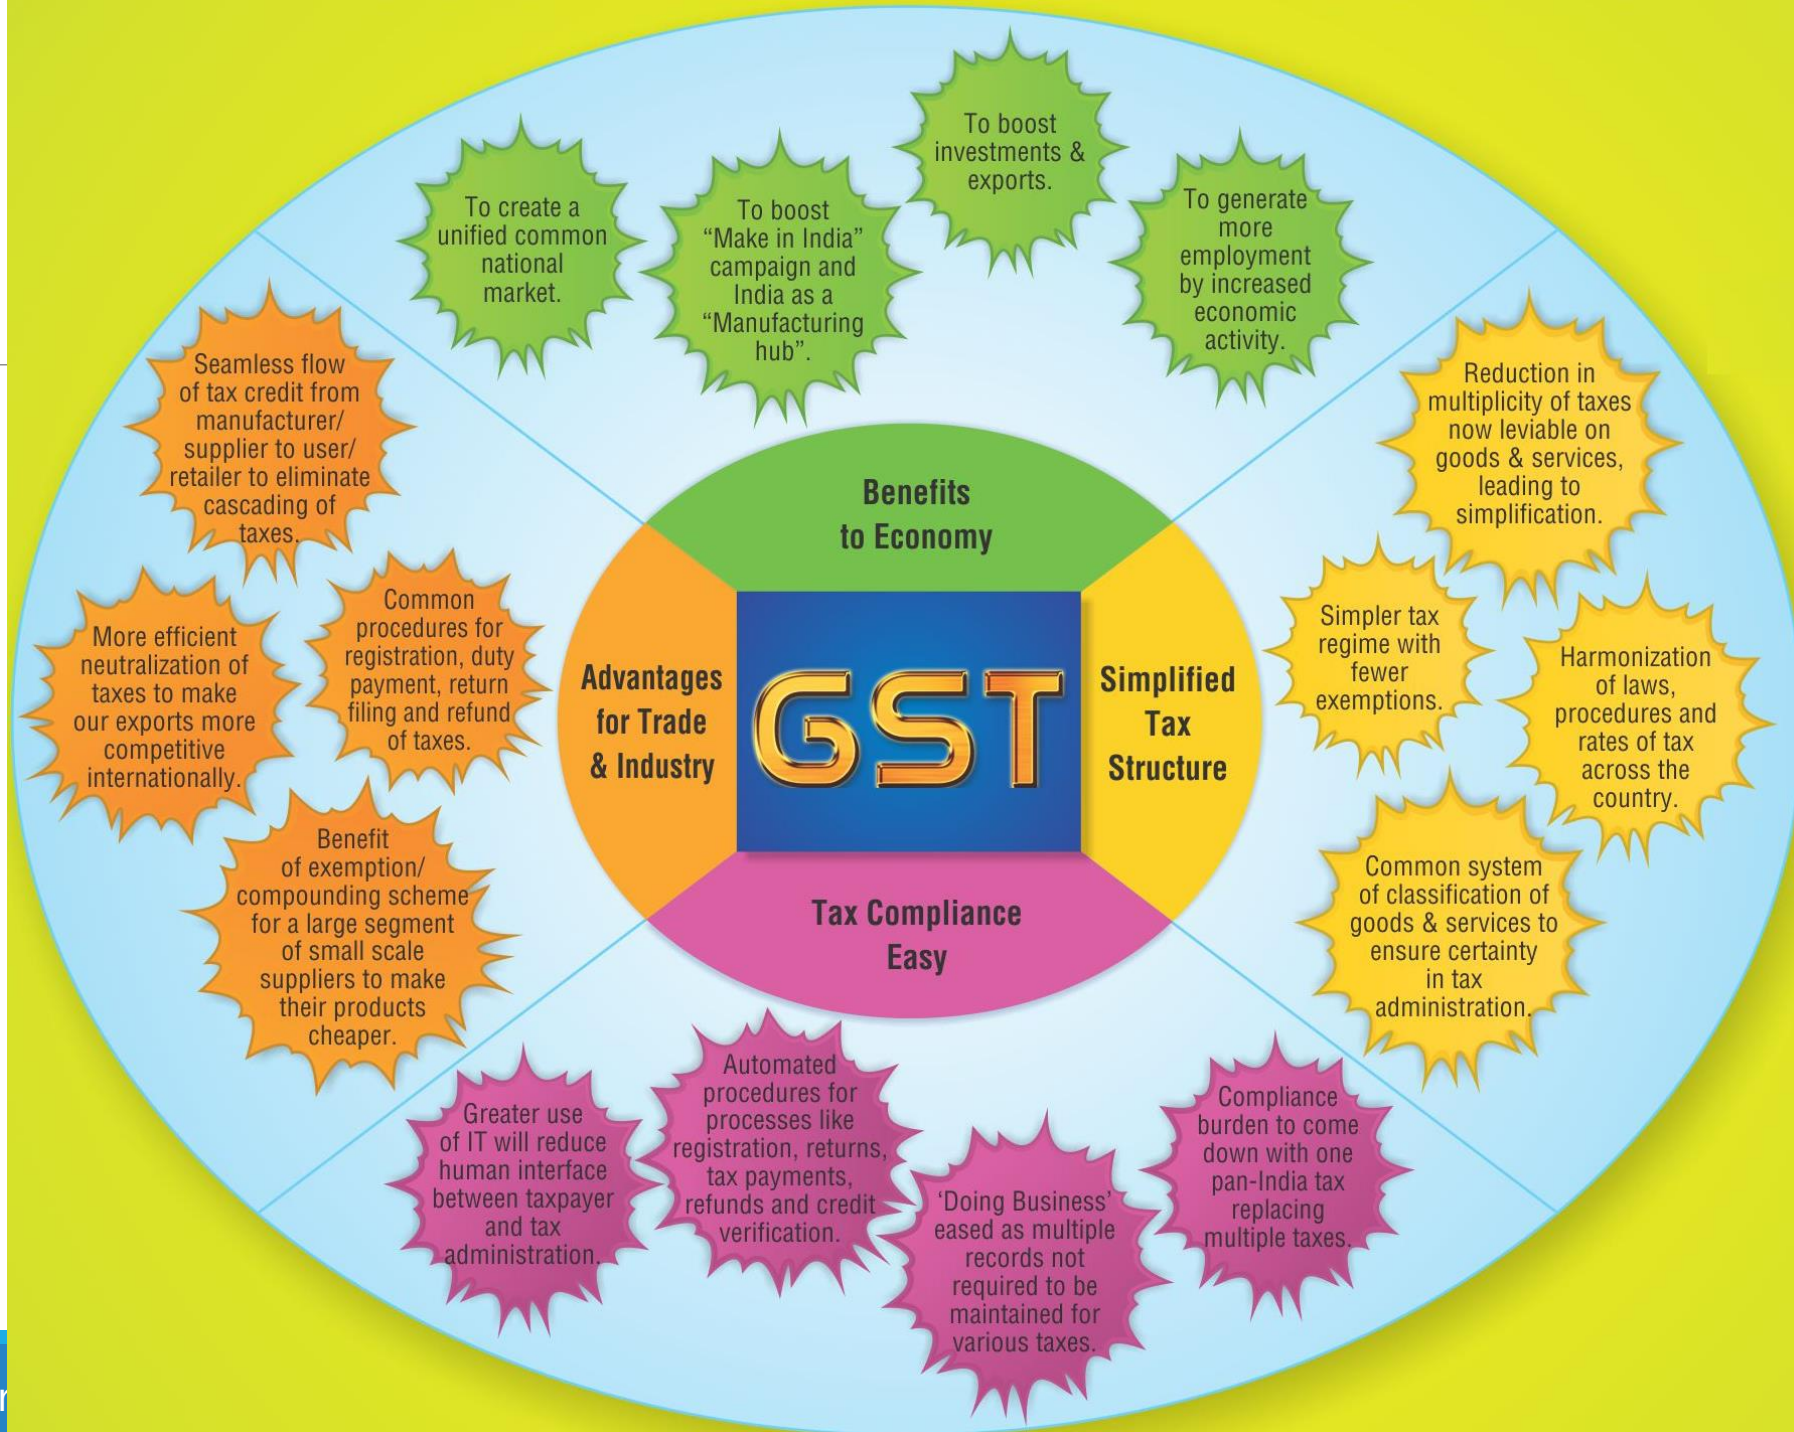 To boost
investments &
exports.
To create a
unified common
national
market.
To boost
“Make in India”
campaign and
India as a
“Manufacturing
hub”.
To generate
more
employment
by increased
economic
activity.
Seamless flow
of tax credit from
manufacturer/
supplier to user/
retailer to eliminate
cascading of
taxes.
More efficient
neutralization of
taxes to make
our exports more
competitive
internationally.
Common
procedures for
registration, duty
payment, return
filing and refund
of taxes.
Benefit
of exemption/
compounding scheme
for a large segment
of small scale
suppliers to make
their products
cheaper.
Benefits
to Economy
Advantages
for Trade
& Industry
GST
Simplified
Tax
Structure
Tax Compliance
Easy
Reduction in
multiplicity of taxes
now leviable on
goods & services,
leading to
simplification.
Simpler tax
regime with
fewer
exemptions.
Harmonization
of laws,
procedures and
rates of tax
across the
country.
Common system
of classification of
goods & services to
ensure certainty
in tax
administration.
Greater use
of IT will reduce
human interface
between taxpayer
and tax
administration.
Automated
procedures for
processes like
registration, returns,
tax payments,
refunds and credit
verification.
‘Doing Business’
eased as multiple
records not
required to be
maintained for
various taxes.
Compliance
burden to come
down with one
pan-India tax
replacing
multiple taxes.